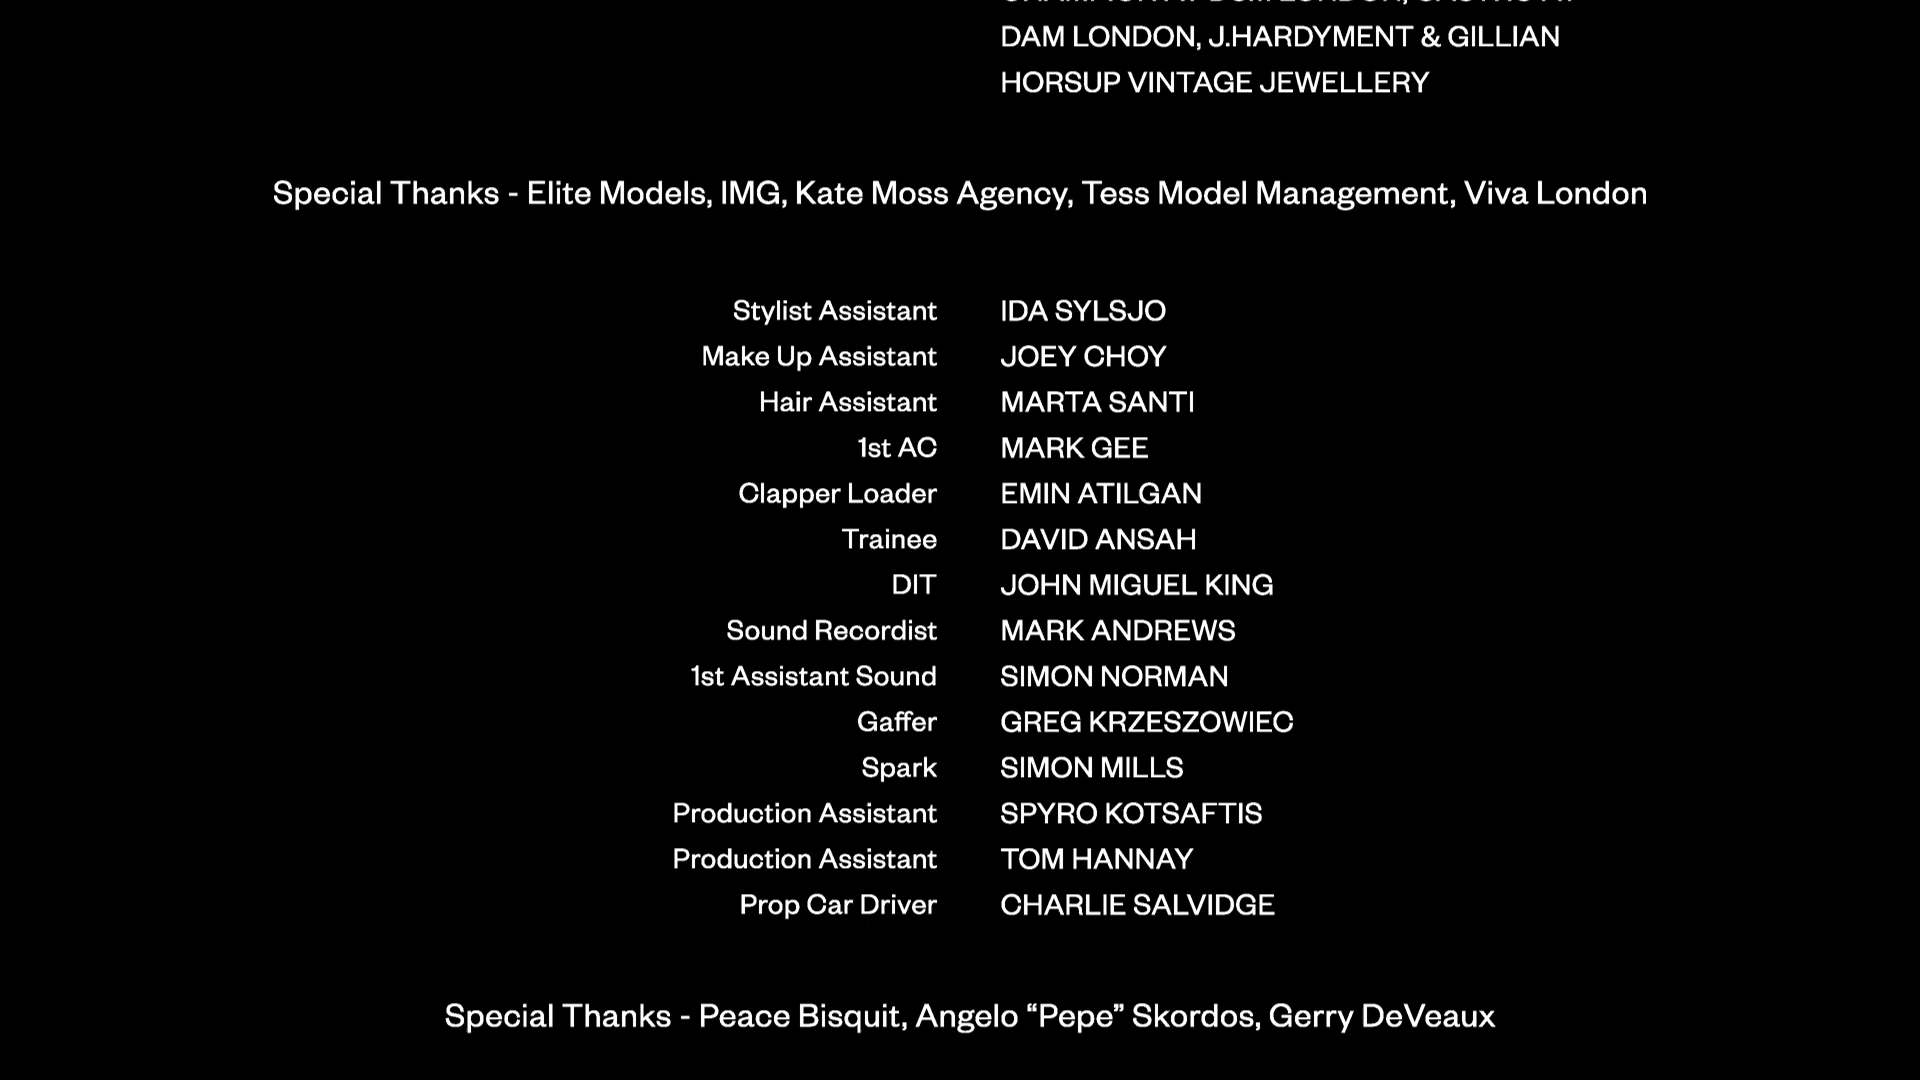 DAM LONDON, J.HARDYMENT & GILLIAN
HORSUP VINTAGE JEWELLERY
Special Thanks - Elite Models, IMG, Kate Moss Agency, Tess Model Management, Viva London
Stylist Assistant IDA SYLSJO
Make Up Assistant JOEY CHOY
Hair Assistant MARTA SANTI
1st AC MARK GEE
Clapper Loader EMIN ATILGAN
Trainee DAVID ANSAH
DIT JOHN MIGUEL KING
Sound Recordist MARK ANDREWS
1st Assistant Sound SIMON NORMAN
Gaffer GREG KRZESZOWIEC
Spark SIMON MILLS
Production Assistant SPYRO KOTSAFTIS
Production Assistant TOM HANNAY
Prop Car Driver CHARLIE SALVIDGE
Special Thanks - Peace Bisquit, Angelo “Pepe” Skordos, Gerry DeVeaux